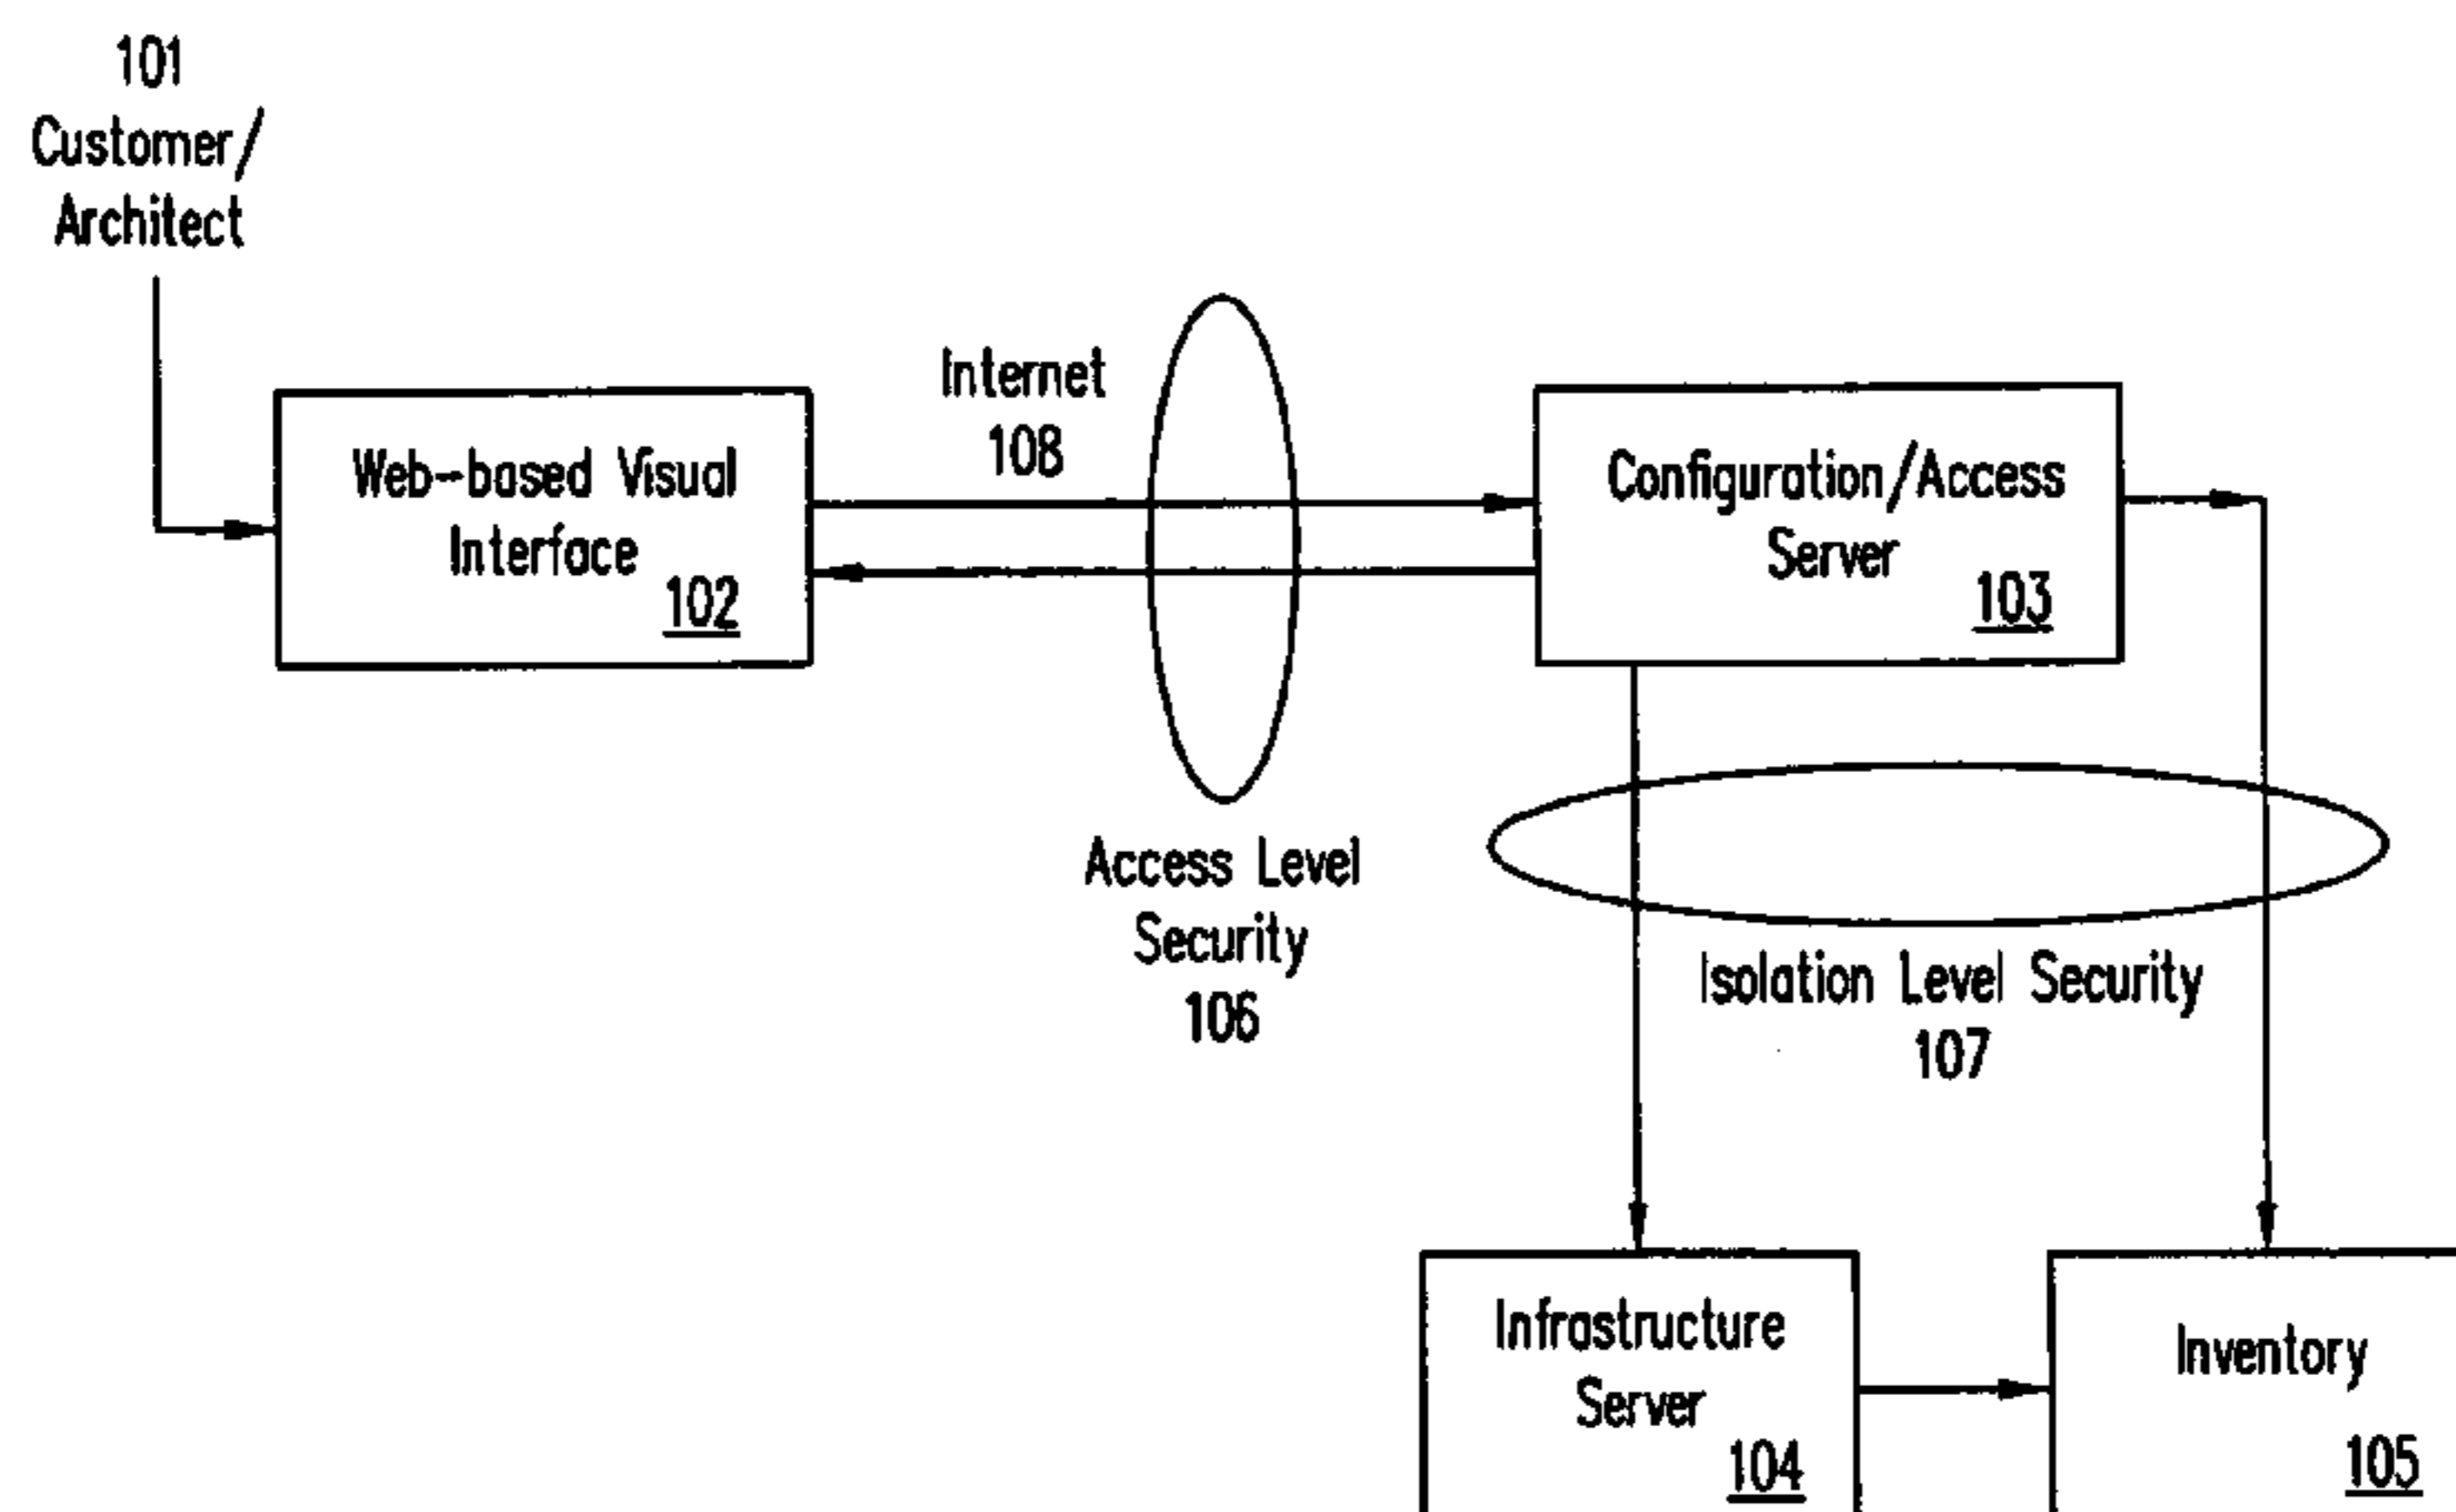 101
Customer/
Architect
Internet
108
Web-based Visual
Interface
102
Configuration/Access
Server
103
Access Level
Security
106
Isolation Level Security
107
Infrastructure
Server
104
Inventory
105